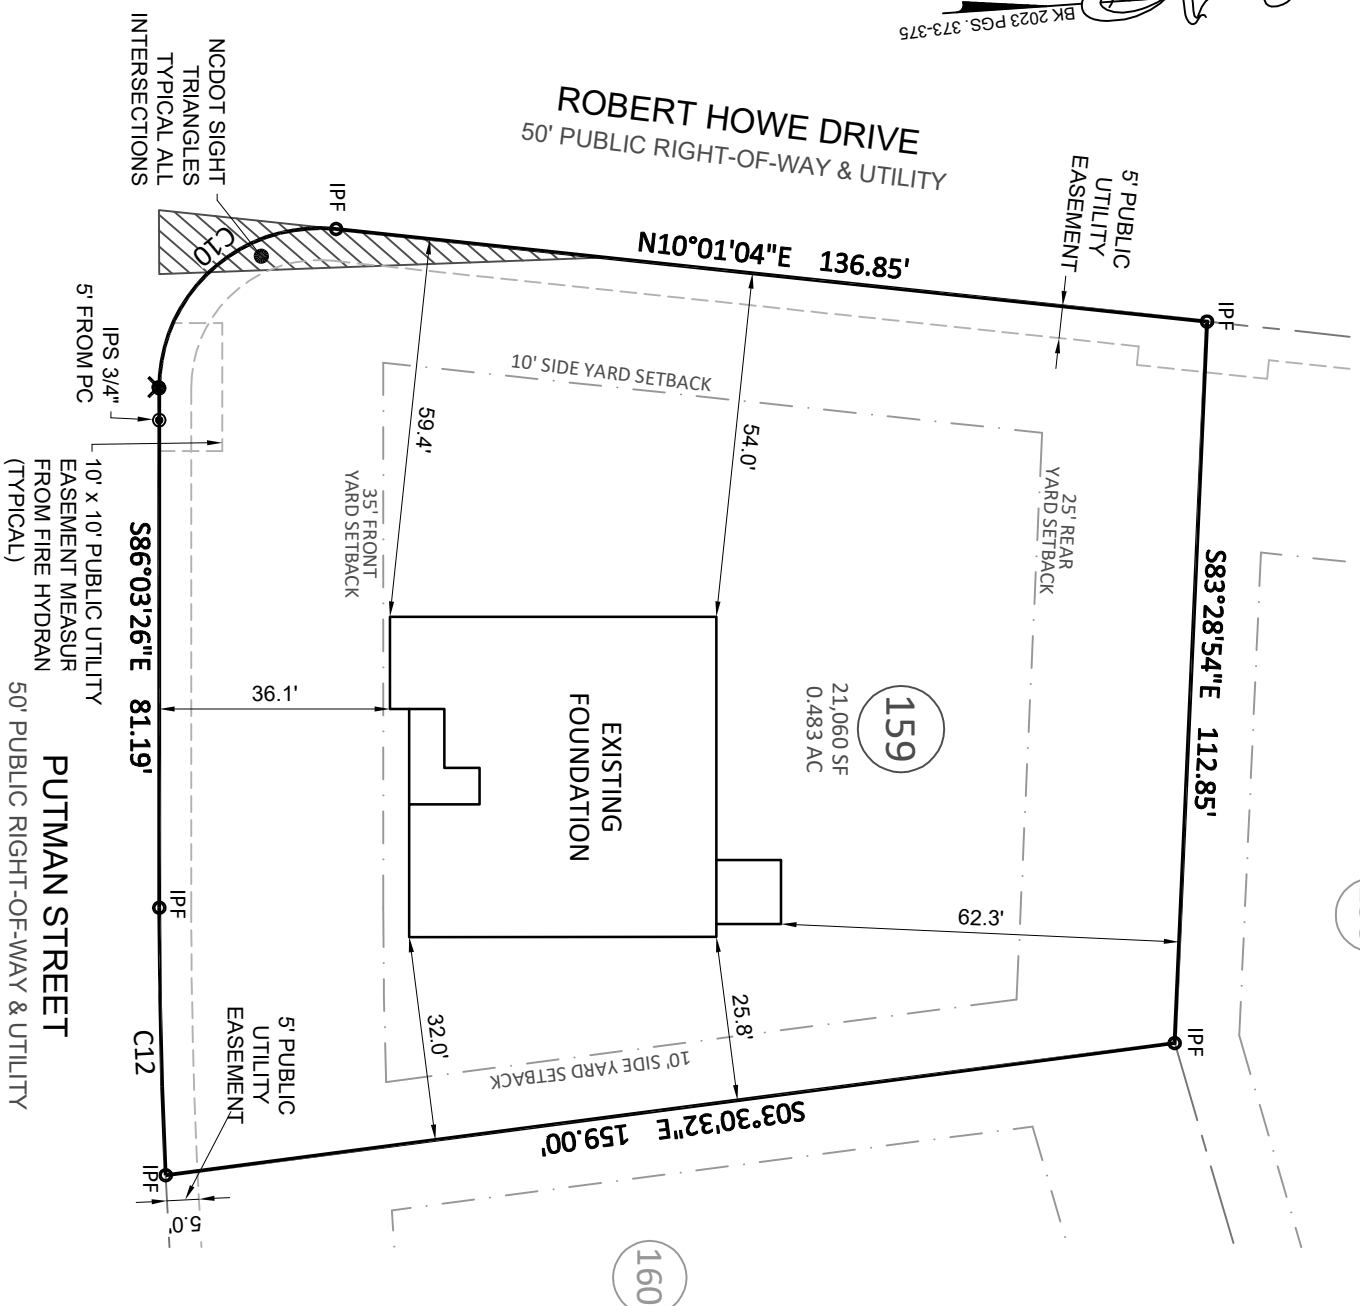 BK 2023 PGS. 373-375
ROBERT HOWE DRIVE
50' PUBLIC RIGHT-OF-WAY & UTILITY
NCDOT SIGHT
TRIANGLES
TYPICAL ALL
INTERSECTIONS
5' PUBLIC
UTILITY
EASEMENT
IPF
N10°01'04"E 136.85'
IPF
C10
10' SIDE YARD SETBACK
59.4'
54.0'
IPS 3/4"
5' FROM PC
35' FRONT
YARD SETBACK
25' REAR
YARD SETBACK
10' x 10' PUBLIC UTILITY
EASEMENT MEASUR
FROM FIRE HYDRAN
(TYPICAL)
S86°03'26"E 81.19'
S83°28'54"E 112.85'
159
21,060 SF
0.483 AC
36.1'
EXISTING
FOUNDATION
62.3'
PUTMAN STREET
50' PUBLIC RIGHT-OF-WAY & UTILITY
IPF
C12
5' PUBLIC
UTILITY
EASEMENT
32.0'
25.8'
10' SIDE YARD SETBACK
S03°30'32"E 159.00'
IPF
IPF
5.0'
160